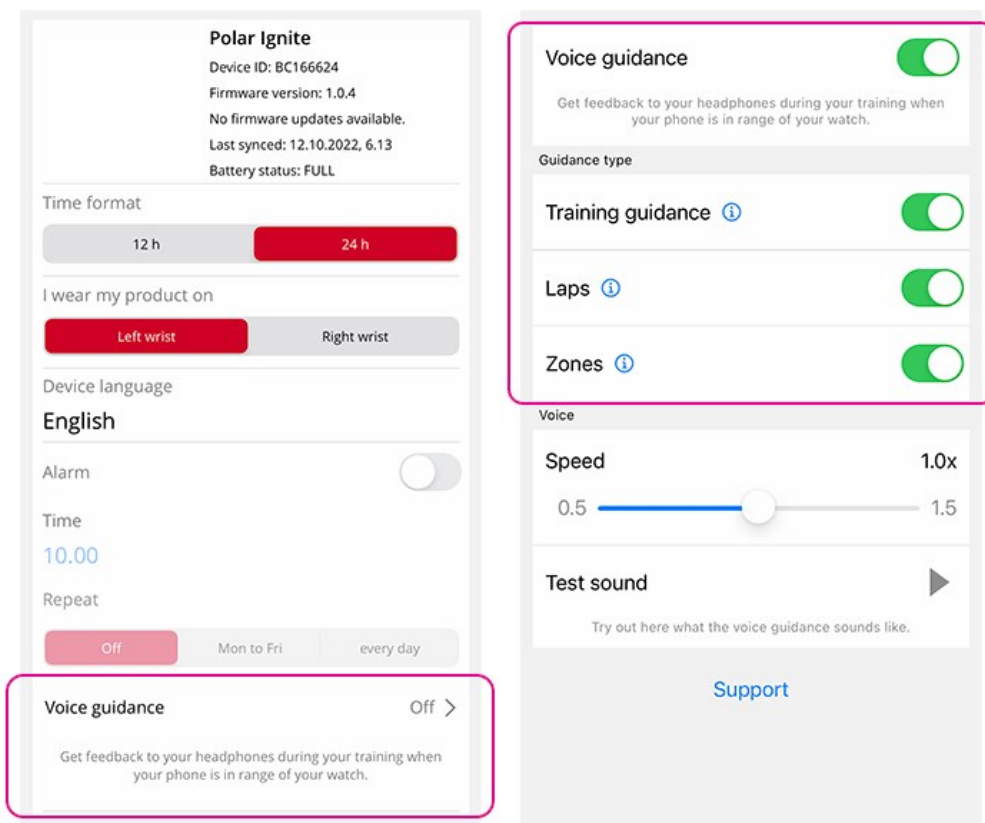 Polar Ignite
Device ID: BC166624
Firmware version: 1.0.4
No firmware updates available.
Last synced: 12.10.2022, 6.13
Battery status: FULL
Time format
12 h 24 h
I wear my product on
Left wrist Right wrist
Device language
English
Alarm
Time
10.00
Repeat
Off Mon to Fri every day
Voice guidance Off
Get feedback to your headphones during your training when
your phone is in range of your watch.
Voice guidance
Get feedback to your headphones during your training when
your phone is in range of your watch.
Guidance type
Training guidance
Laps
Zones
Voice
Speed 1.0x
0.5 1.5
Test sound
Try out here what the voice guidance sounds like.
Support